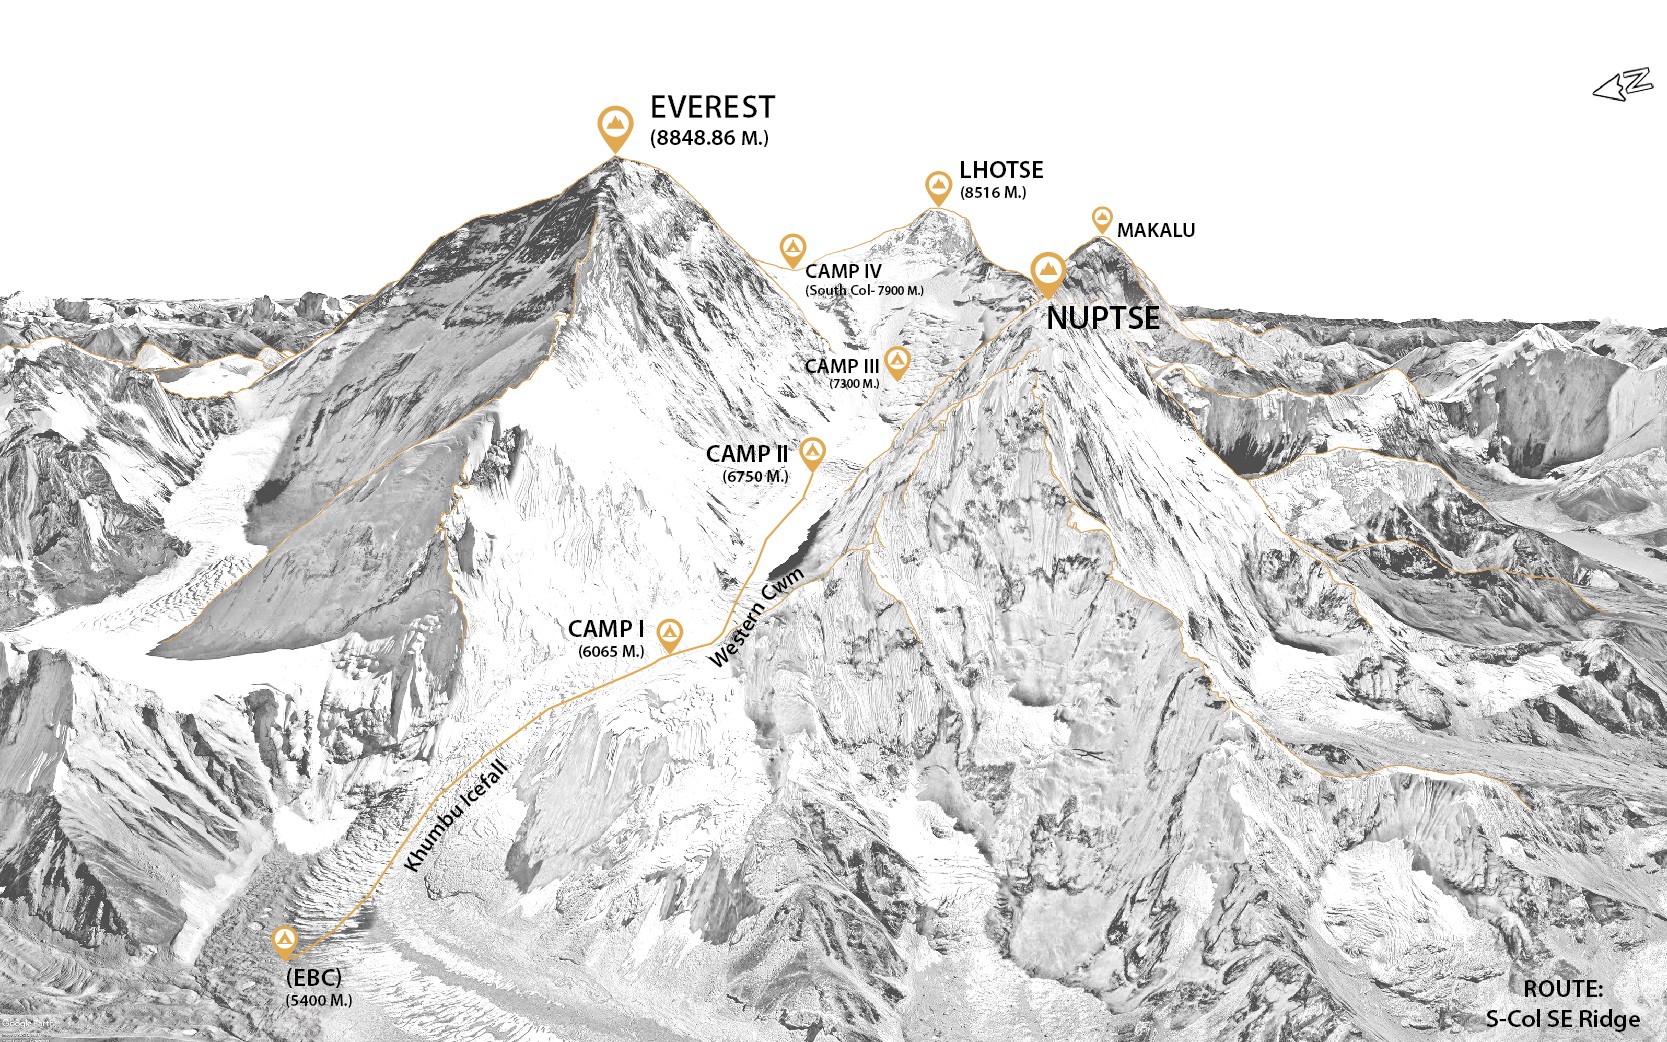 N
EVEREST
(8848.86 M.)
LHOTSE
(8516 M.)
MAKALU
CAMP IV
(South Col- 7900 M.)
NUPTSE
CAMP III
(7300 M.)
CAMP II
(6750 M.)
Western Cwm
CAMP I
(6065 M.)
Khumbu Icefall
(EBC)
(5400 M.)
ROUTE:
S-Col SE Ridge
Google Earth